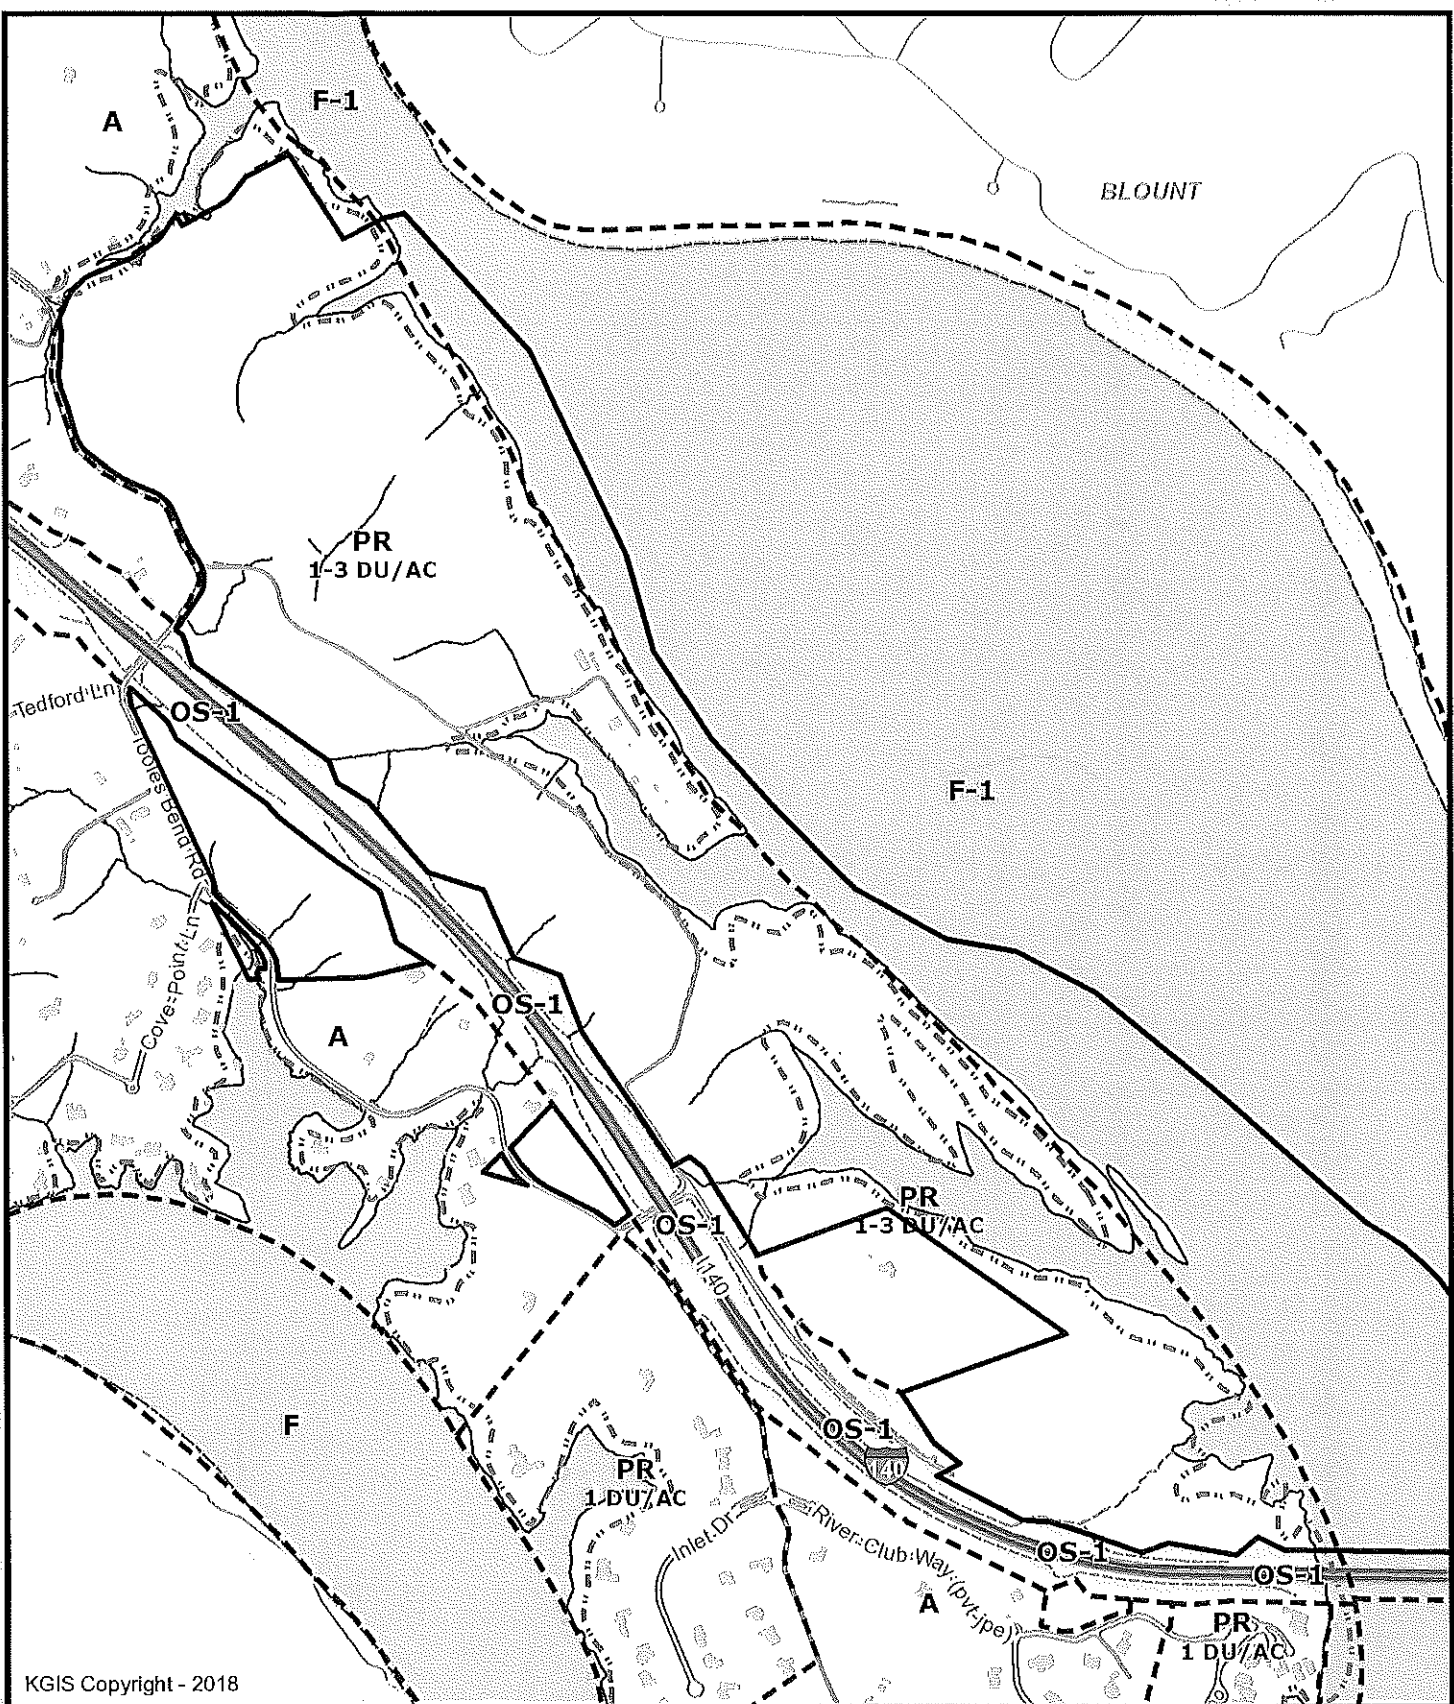 F-1
A
BLOUNT
PR
1-3 DU/AC
Tedford Ln
OS-1
Tooles Bend Rd
F-1
Cove Point Ln
OS-1
A
PR
1-3 DU/AC
OS-1
I 140
F
OS-1
140
PR
1 DU/AC
Inlet Dr
River Club Way (pvt-jpe)
OS-1
OS-1
A
PR
1 DU/AC
KGIS Copyright - 2018